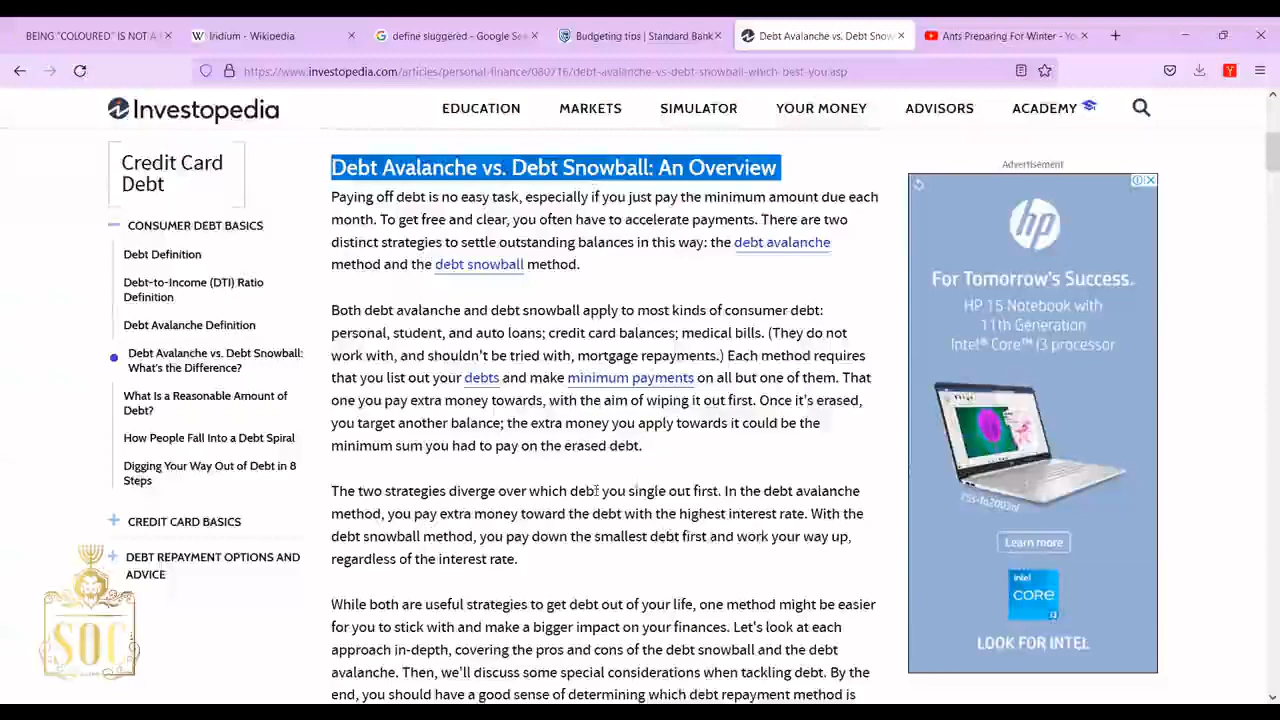 BEING "COLOURED" IS NOT A
Iridium - Wikipedia
define sluggered - Google Se
Budgeting tips | Standard Bank
Debt Avalanche vs. Debt Snow
Ants Preparing For Winter - Yo
https://www.investopedia.com/articles/personal-finance/080716/debt-avalanche-vs-debt-snowball-which-best-you.asp
Investopedia
EDUCATION
MARKETS
SIMULATOR
YOUR MONEY
ADVISORS
ACADEMY
Credit Card
Debt
CONSUMER DEBT BASICS
Debt Definition
Debt-to-Income (DTI) Ratio
Definition
Debt Avalanche Definition
Debt Avalanche vs. Debt Snowball:
What's the Difference?
What Is a Reasonable Amount of
Debt?
How People Fall Into a Debt Spiral
Digging Your Way Out of Debt in 8
Steps
CREDIT CARD BASICS
DEBT REPAYMENT OPTIONS AND
ADVICE
SOC
Debt Avalanche vs. Debt Snowball: An Overview
Paying off debt is no easy task, especially if you just pay the minimum amount due each
month. To get free and clear, you often have to accelerate payments. There are two
distinct strategies to settle outstanding balances in this way: the debt avalanche
method and the debt snowball method.
Both debt avalanche and debt snowball apply to most kinds of consumer debt:
personal, student, and auto loans; credit card balances; medical bills. (They do not
work with, and shouldn't be tried with, mortgage repayments.) Each method requires
that you list out your debts and make minimum payments on all but one of them. That
one you pay extra money towards, with the aim of wiping it out first. Once it's erased,
you target another balance; the extra money you apply towards it could be the
minimum sum you had to pay on the erased debt.
The two strategies diverge over which debt you single out first. In the debt avalanche
method, you pay extra money toward the debt with the highest interest rate. With the
debt snowball method, you pay down the smallest debt first and work your way up,
regardless of the interest rate.
While both are useful strategies to get debt out of your life, one method might be easier
for you to stick with and make a bigger impact on your finances. Let's look at each
approach in-depth, covering the pros and cons of the debt snowball and the debt
avalanche. Then, we'll discuss some special considerations when tackling debt. By the
end, you should have a good sense of determining which debt repayment method is
Advertisement
hp
For Tomorrow's Success.
HP 15 Notebook with
11th Generation
Intel® Core™ i3 processor
Learn more
intel
CORE
i3
LOOK FOR INTEL